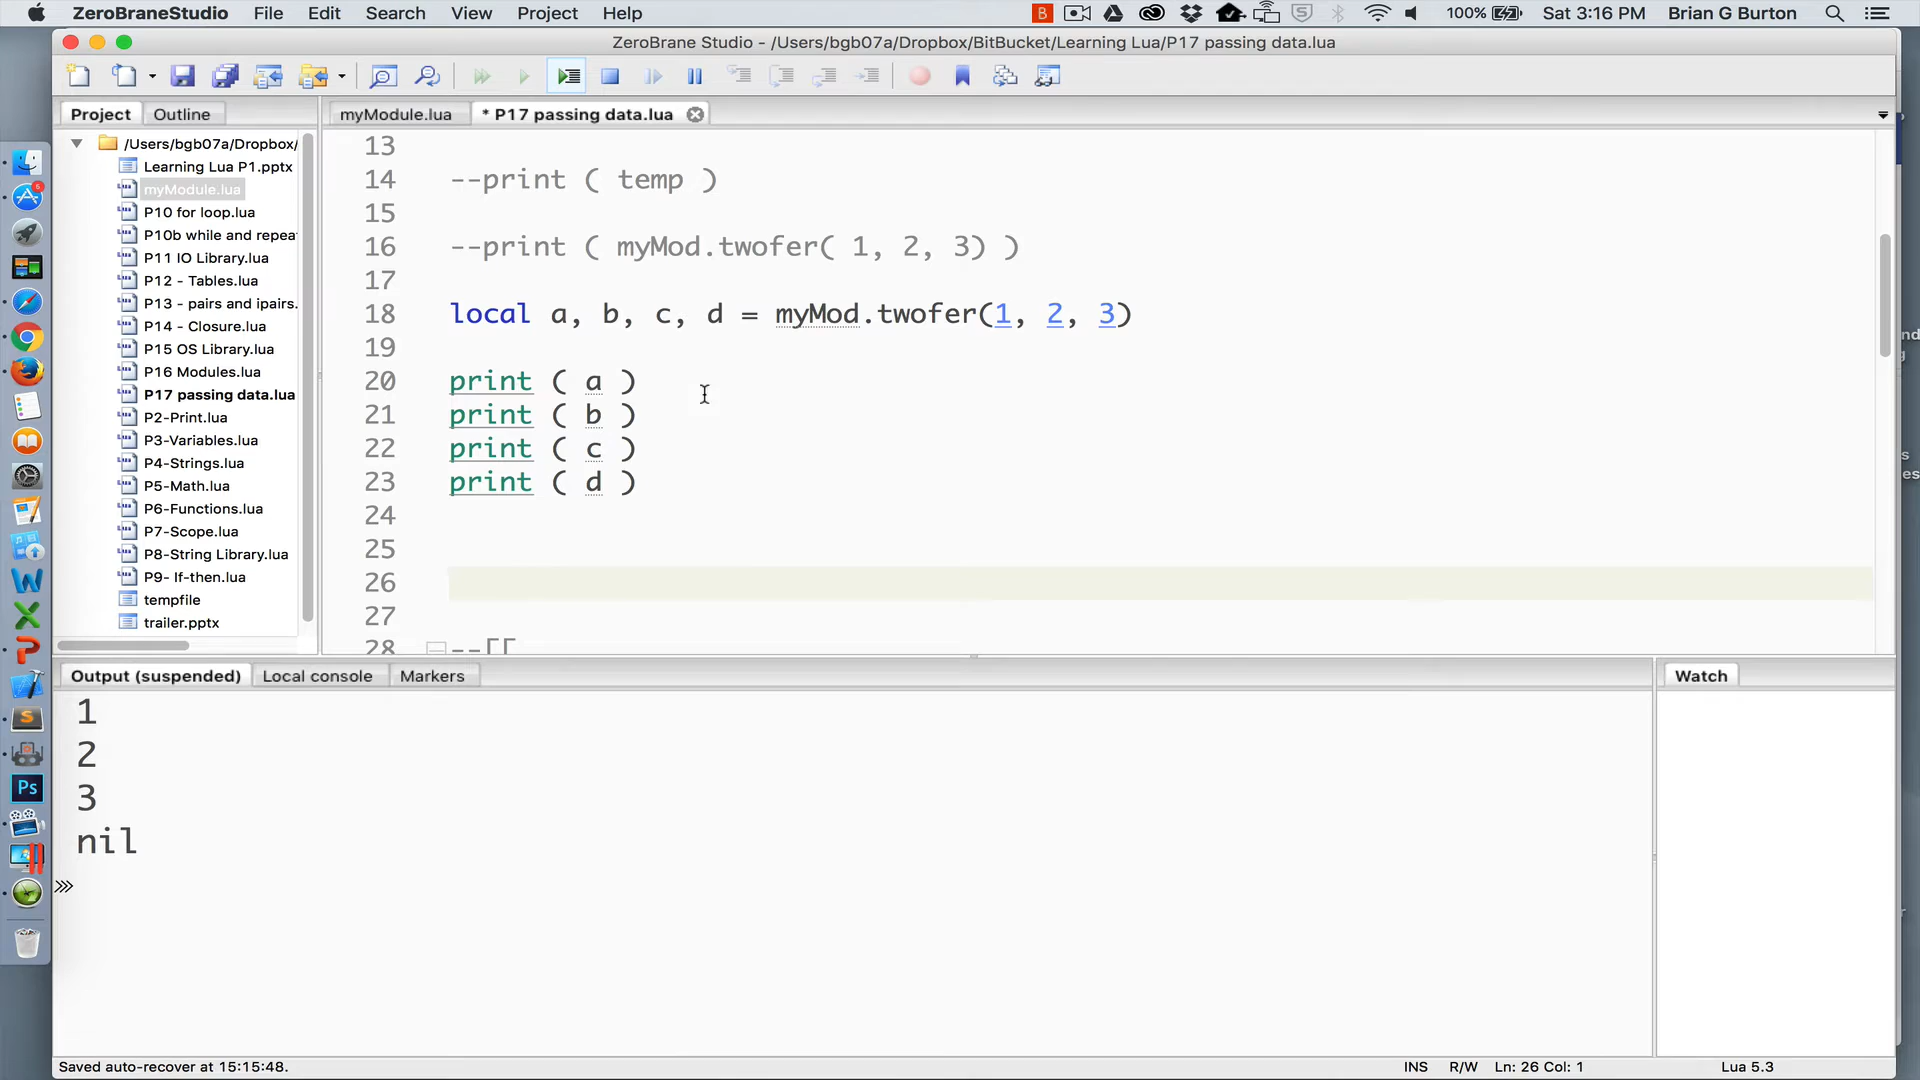 ZeroBraneStudio File Edit Search View Project Help
100% Sat 3:16 PM Brian G Burton
ZeroBrane Studio - /Users/bgb07a/Dropbox/BitBucket/Learning Lua/P17 passing data.lua
Project Outline
myModule.lua * P17 passing data.lua
/Users/bgb07a/Dropbox/
Learning Lua P1.pptx
myModule.lua
P10 for loop.lua
P10b while and repea
P11 IO Library.lua
P12 - Tables.lua
P13 - pairs and ipairs.
P14 - Closure.lua
P15 OS Library.lua
P16 Modules.lua
P17 passing data.lua
P2-Print.lua
P3-Variables.lua
P4-Strings.lua
P5-Math.lua
P6-Functions.lua
P7-Scope.lua
P8-String Library.lua
P9- If-then.lua
tempfile
trailer.pptx
13
14 --print ( temp )
15
16 --print ( myMod.twofer( 1, 2, 3) )
17
18 local a, b, c, d = myMod.twofer(1, 2, 3)
19
20 print ( a )
21 print ( b )
22 print ( c )
23 print ( d )
24
25
26
27
28 --[[
Output (suspended) Local console Markers
Watch
1
2
3
nil
Saved auto-recover at 15:15:48.
INS R/W Ln: 26 Col: 1 Lua 5.3